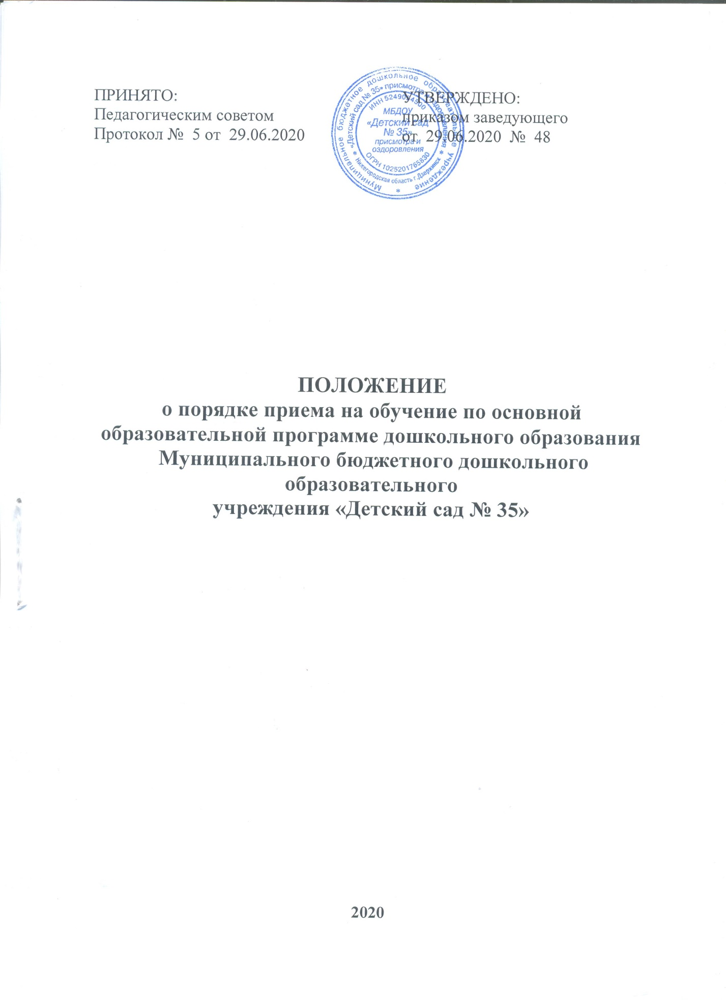 ПРИНЯТО:
Педагогическим советом
Протокол № 5 от 29.06.2020
УТВЕРЖДЕНО:
приказом заведующего
от 29.06.2020 № 48
Муниципальное бюджетное дошкольное образовательное учреждение *
«Детский сад № 35» присмотра и оздоровления *
Нижегородская область г.Дзержинск *
ИНН
МБДОУ
«Детский сад
№ 35»
присмотра и
оздоровления
ОГРН 1025201765830
ПОЛОЖЕНИЕ
о порядке приема на обучение по основной
образовательной программе дошкольного образования
Муниципального бюджетного дошкольного
образовательного
учреждения «Детский сад № 35»
2020